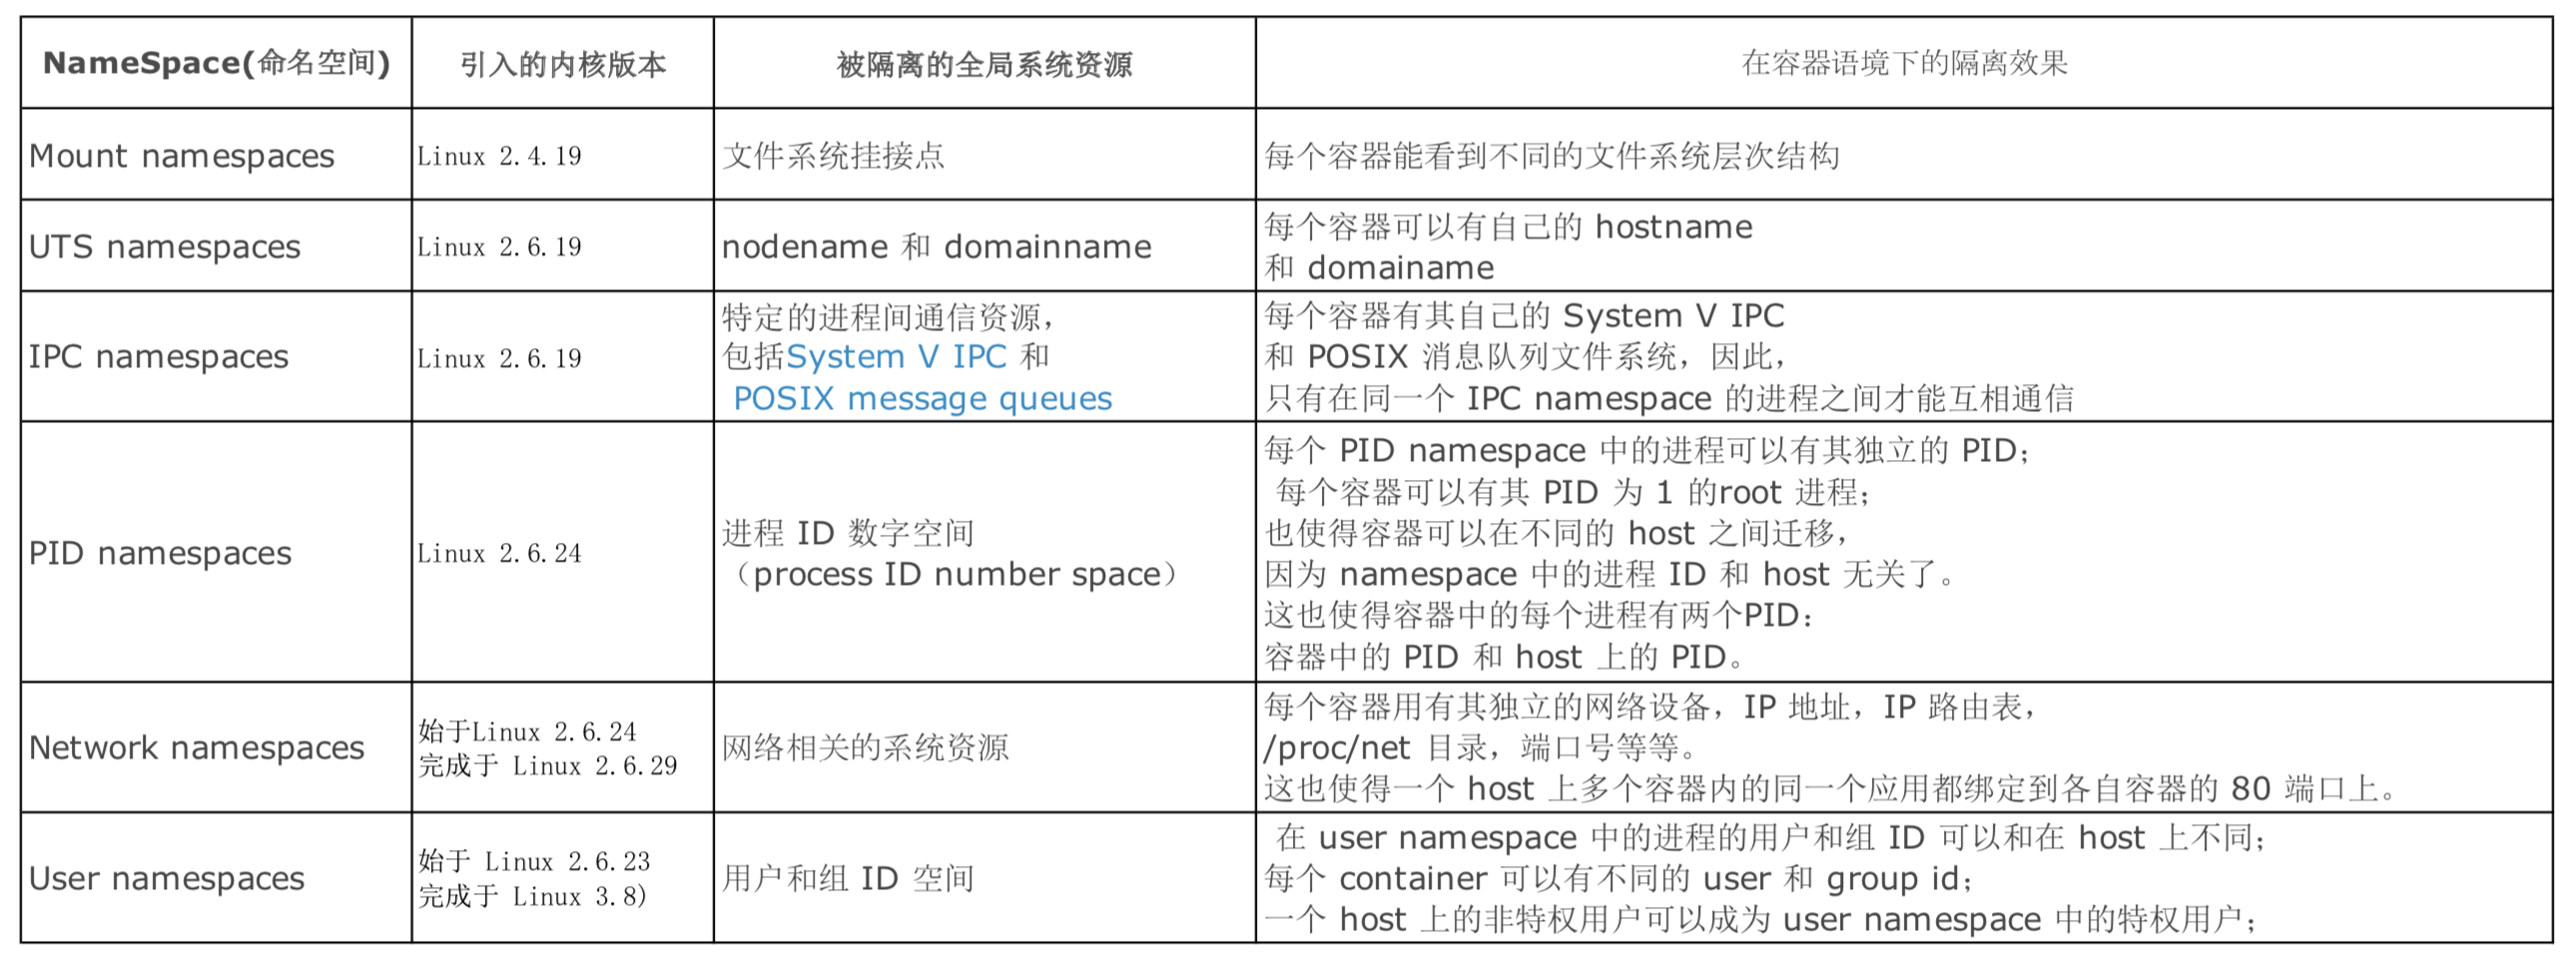 NameSpace(命名空间)
引入的内核版本
被隔离的全局系统资源
在容器语境下的隔离效果
Mount namespaces
Linux 2.4.19
文件系统挂接点
每个容器能看到不同的文件系统层次结构
UTS namespaces
Linux 2.6.19
nodename 和 domainname
每个容器可以有自己的 hostname
和 domainame
IPC namespaces
Linux 2.6.19
特定的进程间通信资源，
包括System V IPC 和
POSIX message queues
每个容器有其自己的 System V IPC
和 POSIX 消息队列文件系统，因此，
只有在同一个 IPC namespace 的进程之间才能互相通信
PID namespaces
Linux 2.6.24
进程 ID 数字空间
（process ID number space）
每个 PID namespace 中的进程可以有其独立的 PID；
每个容器可以有其 PID 为 1 的root 进程；
也使得容器可以在不同的 host 之间迁移，
因为 namespace 中的进程 ID 和 host 无关了。
这也使得容器中的每个进程有两个PID：
容器中的 PID 和 host 上的 PID。
Network namespaces
始于Linux 2.6.24
完成于 Linux 2.6.29
网络相关的系统资源
每个容器用有其独立的网络设备，IP 地址，IP 路由表，
/proc/net 目录，端口号等等。
这也使得一个 host 上多个容器内的同一个应用都绑定到各自容器的 80 端口上。
User namespaces
始于 Linux 2.6.23
完成于 Linux 3.8)
用户和组 ID 空间
在 user namespace 中的进程的用户和组 ID 可以和在 host 上不同；
每个 container 可以有不同的 user 和 group id；
一个 host 上的非特权用户可以成为 user namespace 中的特权用户；